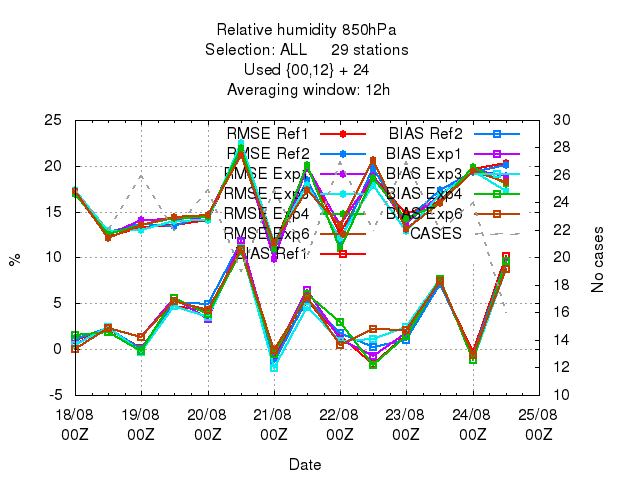 Relative humidity 850hPa
Selection: ALL 29 stations
Used {00,12} + 24
Averaging window: 12h
25
20
15
10
5
0
-5
%
30
28
26
24
22
20
18
16
14
12
10
No cases
RMSE Ref1
RMSE Ref2
RMSE Exp1
RMSE Exp3
RMSE Exp4
RMSE Exp6
BIAS Ref1
BIAS Ref2
BIAS Exp1
BIAS Exp3
BIAS Exp4
BIAS Exp6
CASES
18/08 19/08 20/08 21/08 22/08 23/08 24/08 25/08
00Z 00Z 00Z 00Z 00Z 00Z 00Z 00Z
Date